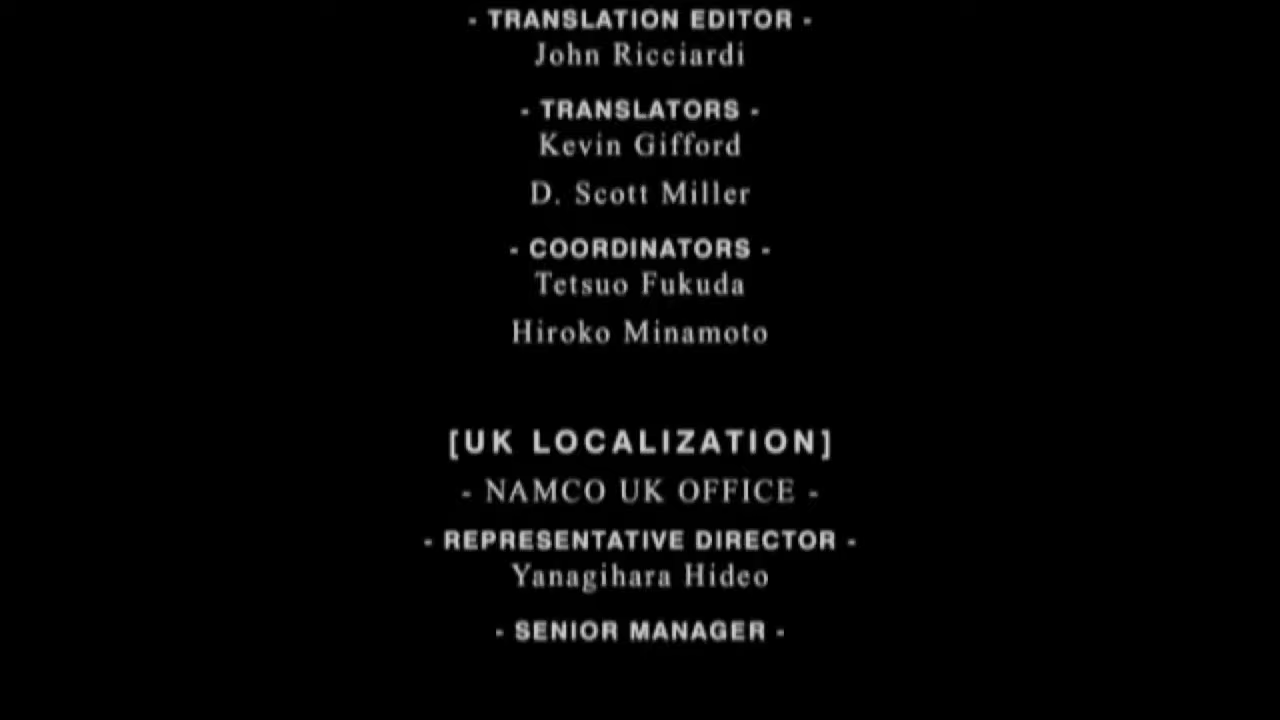 - TRANSLATION EDITOR -
John Ricciardi
- TRANSLATORS -
Kevin Gifford
D. Scott Miller
- COORDINATORS -
Tetsuo Fukuda
Hiroko Minamoto
[UK LOCALIZATION]
- NAMCO UK OFFICE -
- REPRESENTATIVE DIRECTOR -
Yanagihara Hideo
- SENIOR MANAGER -